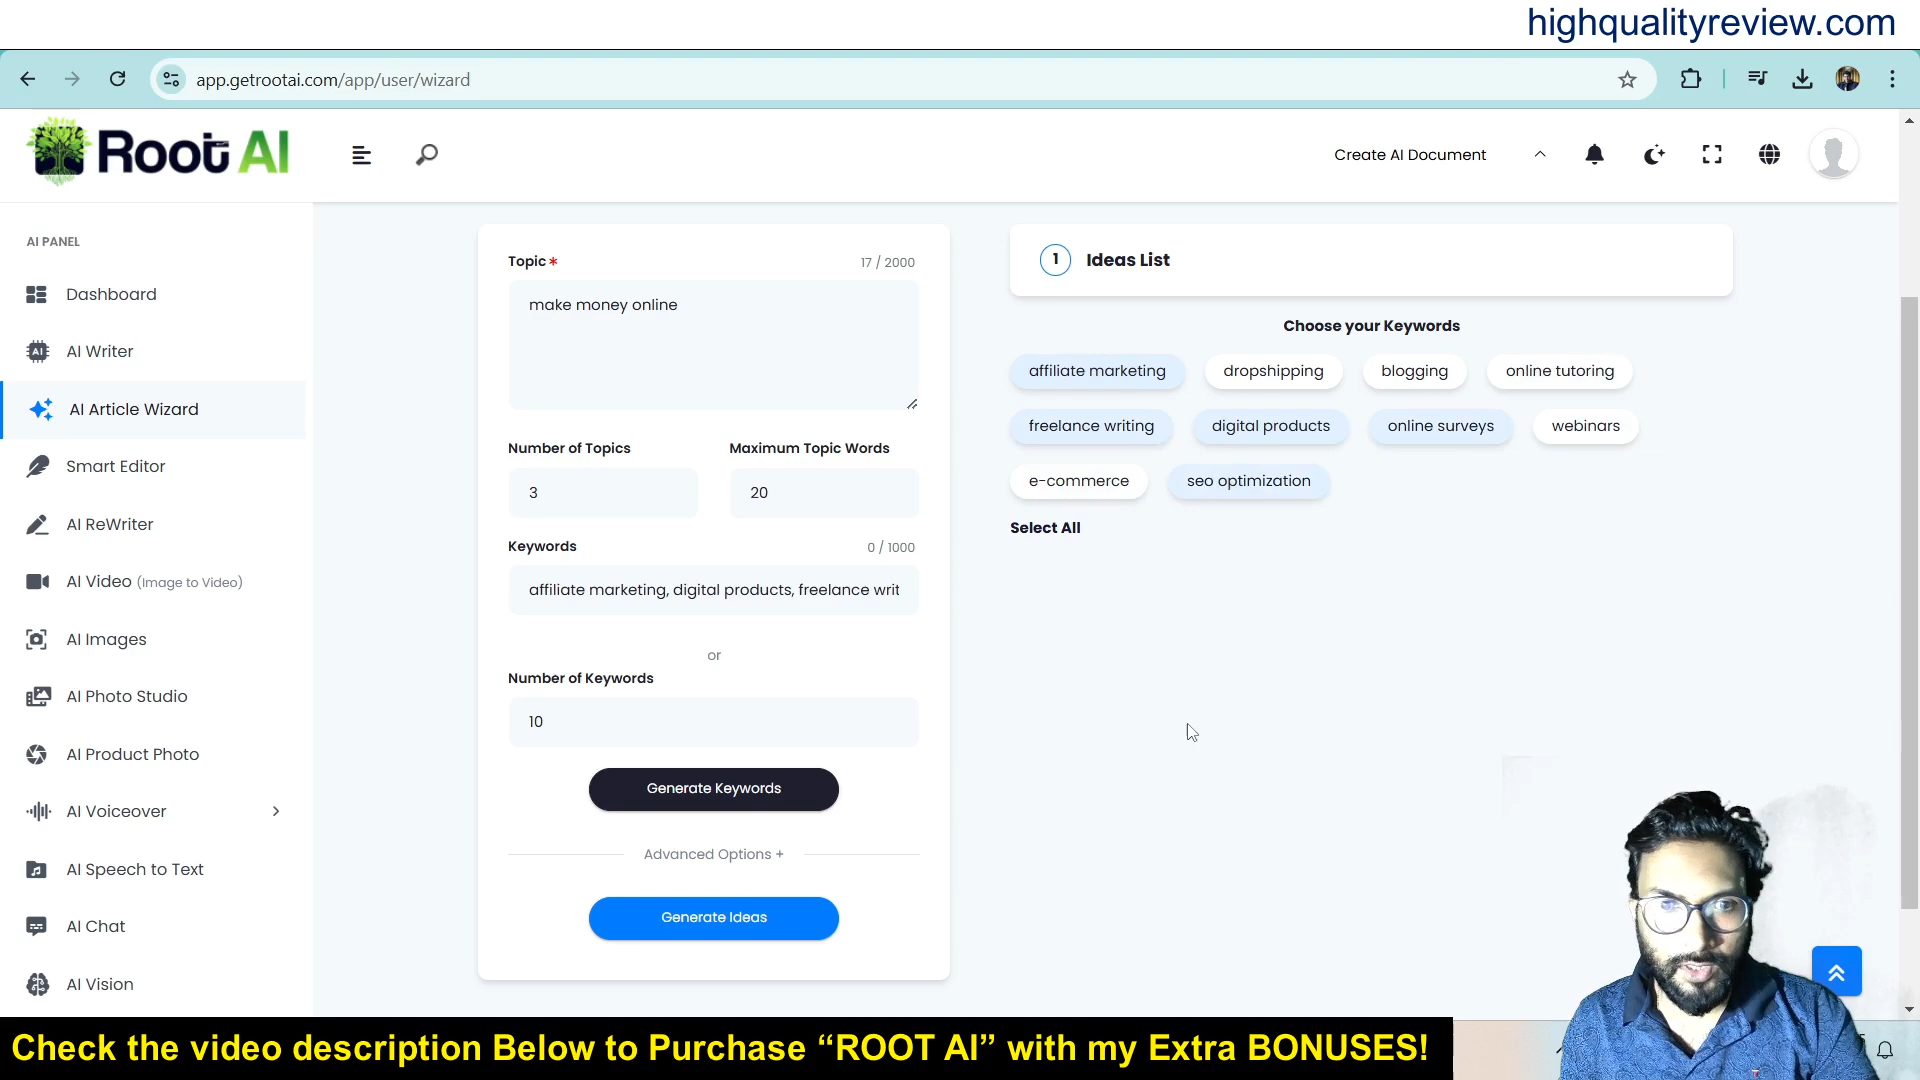 highqualityreview.com
app.getrootai.com/app/user/wizard
Root AI
Create AI Document
AI PANEL
Dashboard
AI Writer
AI Article Wizard
Smart Editor
AI ReWriter
AI Video (Image to Video)
AI Images
AI Photo Studio
AI Product Photo
AI Voiceover
AI Speech to Text
AI Chat
AI Vision
Topic* 17 / 2000
make money online
Number of Topics Maximum Topic Words
3 20
Keywords 0 / 1000
affiliate marketing, digital products, freelance writ
or
Number of Keywords
10
Generate Keywords
Advanced Options +
Generate Ideas
1 Ideas List
Choose your Keywords
affiliate marketing dropshipping blogging online tutoring
freelance writing digital products online surveys webinars
e-commerce seo optimization
Select All
Check the video description Below to Purchase “ROOT AI” with my Extra BONUSES!